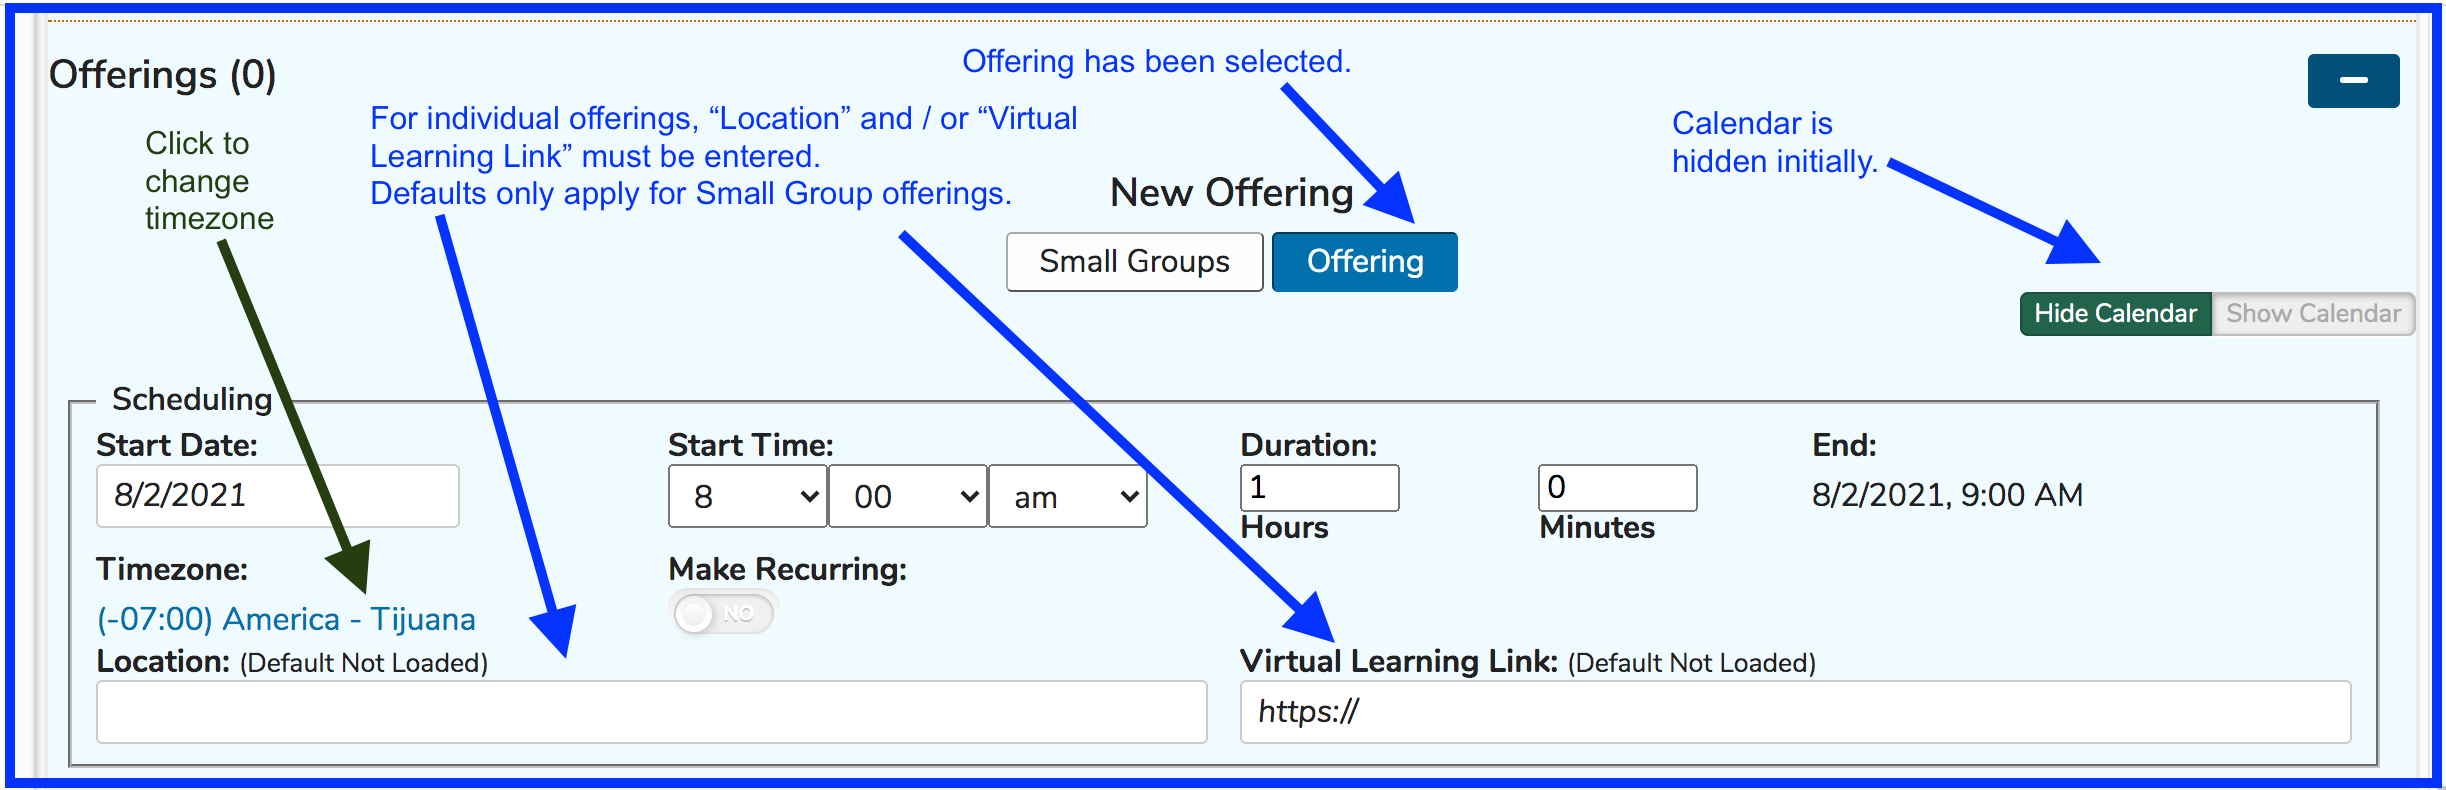 Offering has been selected.
Offerings (0)
For individual offerings, “Location” and / or “Virtual
Learning Link” must be entered.
Defaults only apply for Small Group offerings.
Click to
change
timezone
Calendar is
hidden initially.
New Offering
Small Groups
Offering
Hide Calendar
Show Calendar
Scheduling
Start Date:
8/2/2021
Start Time:
8
00
am
Duration:
1
Hours
0
Minutes
End:
8/2/2021, 9:00 AM
Timezone:
(-07:00) America - Tijuana
Make Recurring:
NO
Location: (Default Not Loaded)
Virtual Learning Link: (Default Not Loaded)
https://